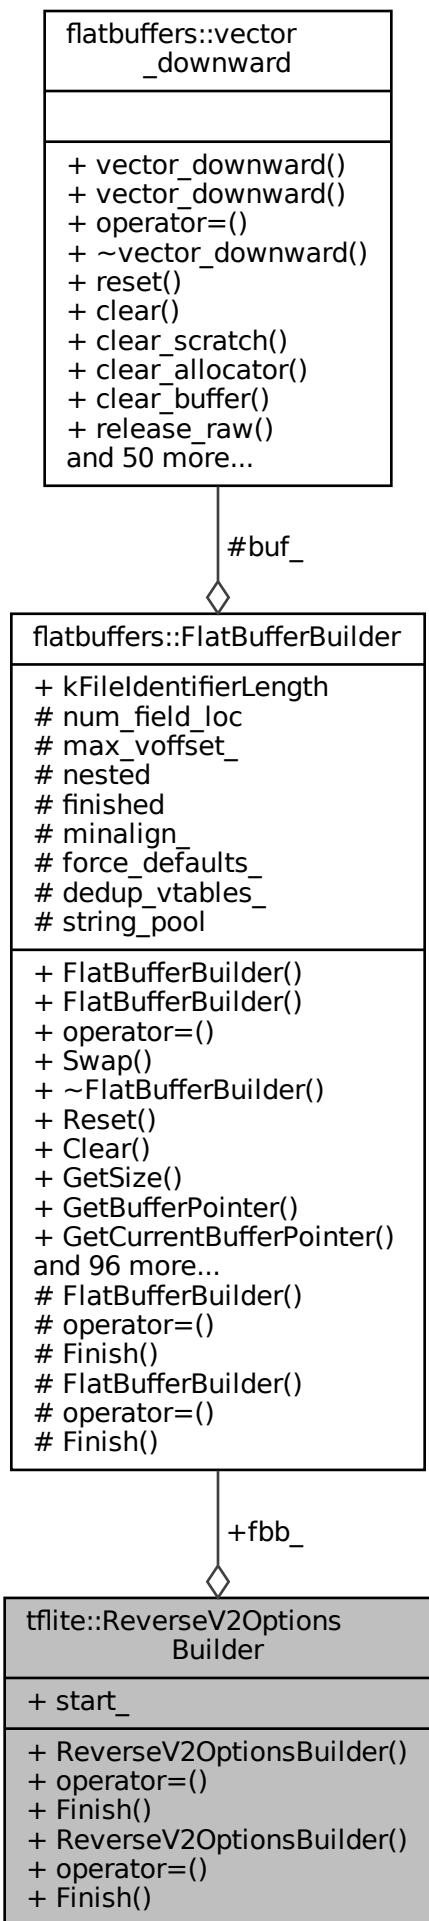 flatbuffers::vector
_downward
+ vector_downward()
+ vector_downward()
+ operator=()
+ ~vector_downward()
+ reset()
+ clear()
+ clear_scratch()
+ clear_allocator()
+ clear_buffer()
+ release_raw()
and 50 more...
#buf_
flatbuffers::FlatBufferBuilder
+ kFileIdentifierLength
# num_field_loc
# max_voffset_
# nested
# finished
# minalign_
# force_defaults_
# dedup_vtables_
# string_pool
+ FlatBufferBuilder()
+ FlatBufferBuilder()
+ operator=()
+ Swap()
+ ~FlatBufferBuilder()
+ Reset()
+ Clear()
+ GetSize()
+ GetBufferPointer()
+ GetCurrentBufferPointer()
and 96 more...
# FlatBufferBuilder()
# operator=()
# Finish()
# FlatBufferBuilder()
# operator=()
# Finish()
+fbb_
tflite::ReverseV2Options
Builder
+ start_
+ ReverseV2OptionsBuilder()
+ operator=()
+ Finish()
+ ReverseV2OptionsBuilder()
+ operator=()
+ Finish()